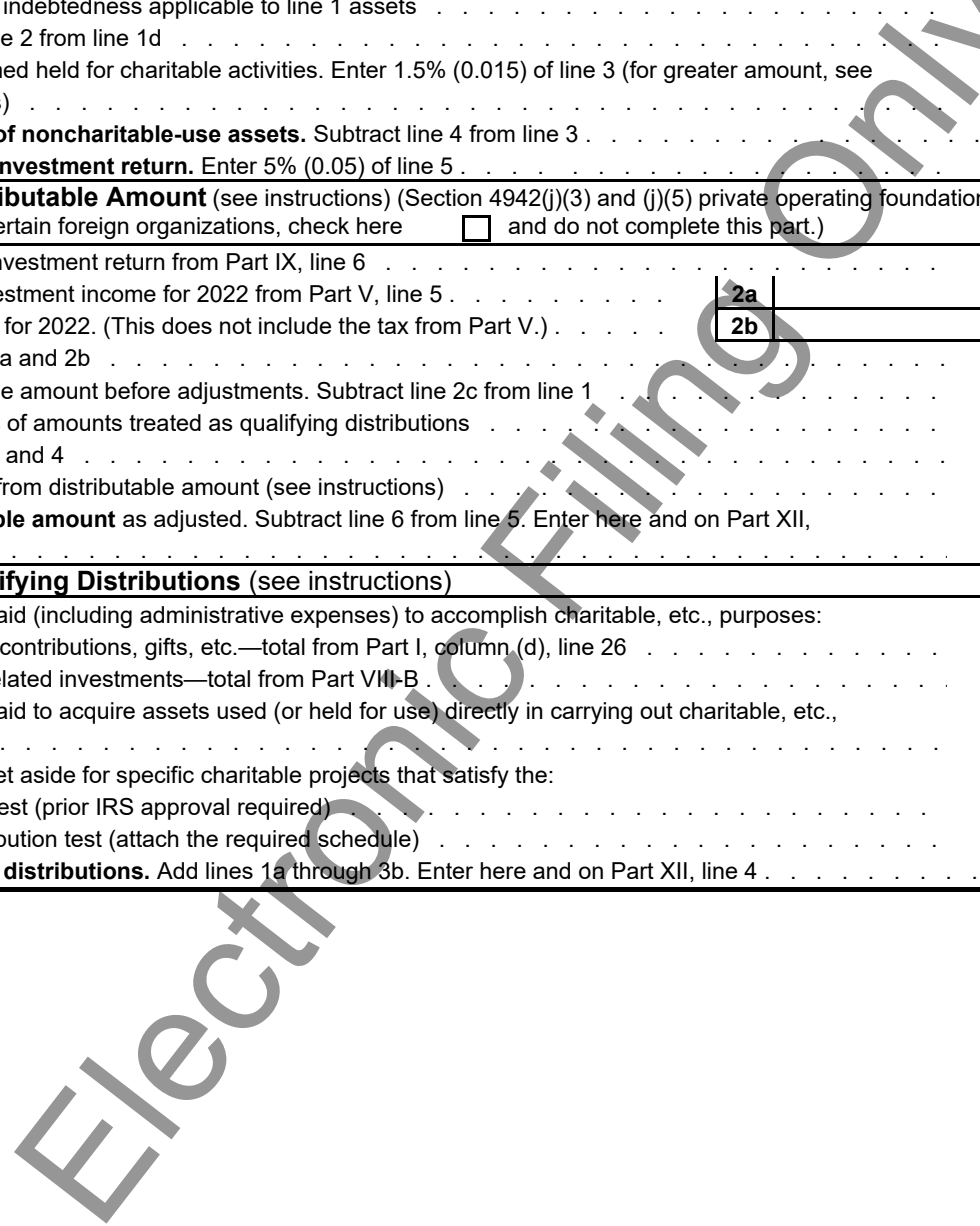 indebtedness applicable to line 1 assets . . . . . . . . . . . . . . . . . . . .
e 2 from line 1d . . . . . . . . . . . . . . . . . . . . . . . . . . . . . .
ned held for charitable activities. Enter 1.5% (0.015) of line 3 (for greater amount, see
s) . . . . . . . . . . . . . . . . . . . . . . . . . . . . . . . . . . . .
of noncharitable-use assets. Subtract line 4 from line 3 . . . . . . . . . . . . . . . .
nvestment return. Enter 5% (0.05) of line 5 . . . . . . . . . . . . . . . . . . . . .
ibutable Amount (see instructions) (Section 4942(j)(3) and (j)(5) private operating foundation
ertain foreign organizations, check here and do not complete this part.)
nvestment return from Part IX, line 6 . . . . . . . . . . . . . . . . . . . . . .
estment income for 2022 from Part V, line 5 . . . . . . . . . 2a
for 2022. (This does not include the tax from Part V.) . . . . . 2b
a and 2b . . . . . . . . . . . . . . . . . . . . . . . . . . . . . . . . .
e amount before adjustments. Subtract line 2c from line 1 . . . . . . . . . . . . .
s of amounts treated as qualifying distributions . . . . . . . . . . . . . . . . . .
and 4 . . . . . . . . . . . . . . . . . . . . . . . . . . . . . . . . . .
from distributable amount (see instructions) . . . . . . . . . . . . . . . . . . .
ble amount as adjusted. Subtract line 6 from line 5. Enter here and on Part XII,
. . . . . . . . . . . . . . . . . . . . . . . . . . . . . . . . . . . . .
ifying Distributions (see instructions)
aid (including administrative expenses) to accomplish charitable, etc., purposes:
contributions, gifts, etc.—total from Part I, column (d), line 26 . . . . . . . . . . . .
elated investments—total from Part VIII-B . . . . . . . . . . . . . . . . . . . . .
aid to acquire assets used (or held for use) directly in carrying out charitable, etc.,
. . . . . . . . . . . . . . . . . . . . . . . . . . . . . . . . . . . . .
et aside for specific charitable projects that satisfy the:
est (prior IRS approval required) . . . . . . . . . . . . . . . . . . . . . . .
bution test (attach the required schedule) . . . . . . . . . . . . . . . . . . . .
distributions. Add lines 1a through 3b. Enter here and on Part XII, line 4 . . . . . . . . .
Electronic Filing Only